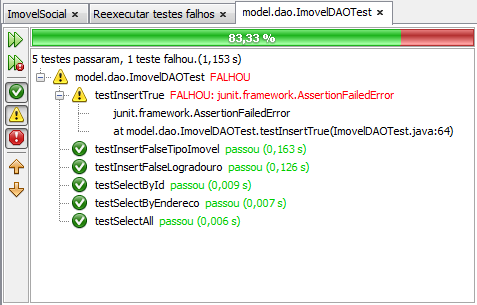 ImovelSocial × Reexecutar testes falhos × model.dao.ImovelDAOTest ×
83,33 %
5 testes passaram, 1 teste falhou.(1,153 s)
model.dao.ImovelDAOTest FALHOU
testInsertTrue FALHOU: junit.framework.AssertionFailedError
junit.framework.AssertionFailedError
at model.dao.ImovelDAOTest.testInsertTrue(ImovelDAOTest.java:64)
testInsertFalseTipoImovel passou (0,163 s)
testInsertFalseLogradouro passou (0,126 s)
testSelectById passou (0,009 s)
testSelectByEndereco passou (0,007 s)
testSelectAll passou (0,006 s)